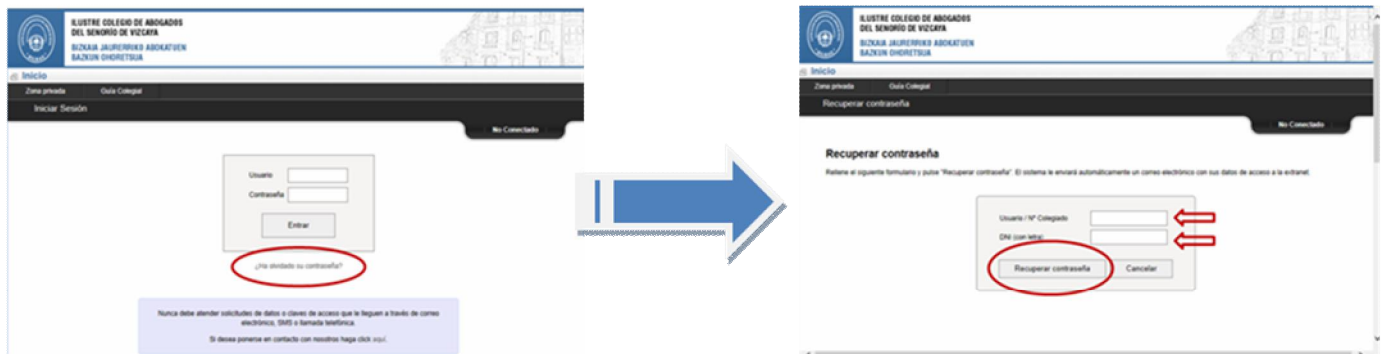 ILUSTRE COLEGIO DE ABOGADOS
DEL SENORÍO DE VIZCAYA
BIZKAIA JAURERRIKO ABOKATUEN
BAZKUN OHORETSUA
Inicio
Zona privada Guía Colegial
Iniciar Sesión
No Conectado
Usuario
Contraseña
Entrar
¿Ha olvidado su contraseña?
Nunca debe atender solicitudes de datos o claves de acceso que le lleguen a través de correo
electrónico, SMS o llamada telefónica.
Si desea ponerse en contacto con nosotros haga click aquí.
ILUSTRE COLEGIO DE ABOGADOS
DEL SENORÍO DE VIZCAYA
BIZKAIA JAURERRIKO ABOKATUEN
BAZKUN OHORETSUA
Inicio
Zona privada Guía Colegial
Recuperar contraseña
No Conectado
Recuperar contraseña
Rellene el siguiente formulario y pulse "Recuperar contraseña". El sistema le enviará automáticamente un correo electrónico con sus datos de acceso a la extranet.
Usuario / Nº Colegiado
DNI (con letra)
Recuperar contraseña Cancelar